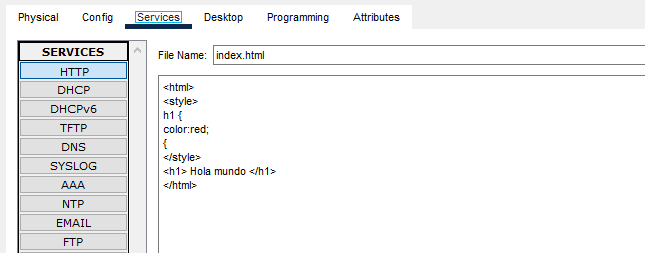 Physical Config Services Desktop Programming Attributes
SERVICES
HTTP
DHCP
DHCPv6
TFTP
DNS
SYSLOG
AAA
NTP
EMAIL
FTP
File Name: index.html
<html>
<style>
h1 {
color:red;
{
</style>
<h1> Hola mundo </h1>
</html>